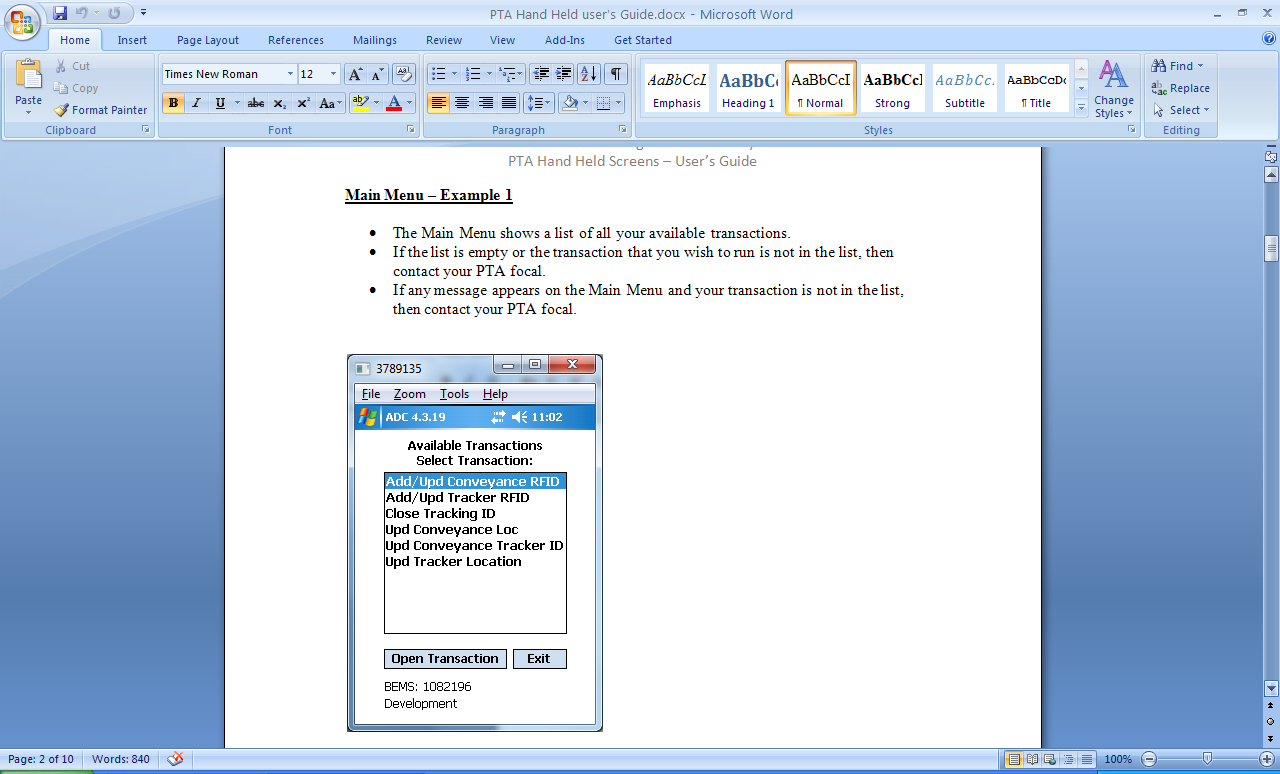 PTA Hand Held user's Guide.docx - Microsoft Word
Home Insert Page Layout References Mailings Review View Add-Ins Get Started
Paste
Cut
Copy
Format Painter
Clipboard
Times New Roman 12
B I U abc x₂ x² Aa
ab A
Font
Paragraph
AaBbCcI Emphasis
AaBbC Heading 1
AaBbCcI ¶ Normal
AaBbCcI Strong
AaBbCc. Subtitle
AaBbCcDc ¶ Title
Change Styles
Styles
Find
Replace
Select
Editing
PTA Hand Held Screens – User's Guide
Main Menu – Example 1
• The Main Menu shows a list of all your available transactions.
• If the list is empty or the transaction that you wish to run is not in the list, then
contact your PTA focal.
• If any message appears on the Main Menu and your transaction is not in the list,
then contact your PTA focal.
3789135
File Zoom Tools Help
ADC 4.3.19 11:02
Available Transactions
Select Transaction:
Add/Upd Conveyance RFID
Add/Upd Tracker RFID
Close Tracking ID
Upd Conveyance Loc
Upd Conveyance Tracker ID
Upd Tracker Location
Open Transaction Exit
BEMS: 1082196
Development
Page: 2 of 10 Words: 840 100%